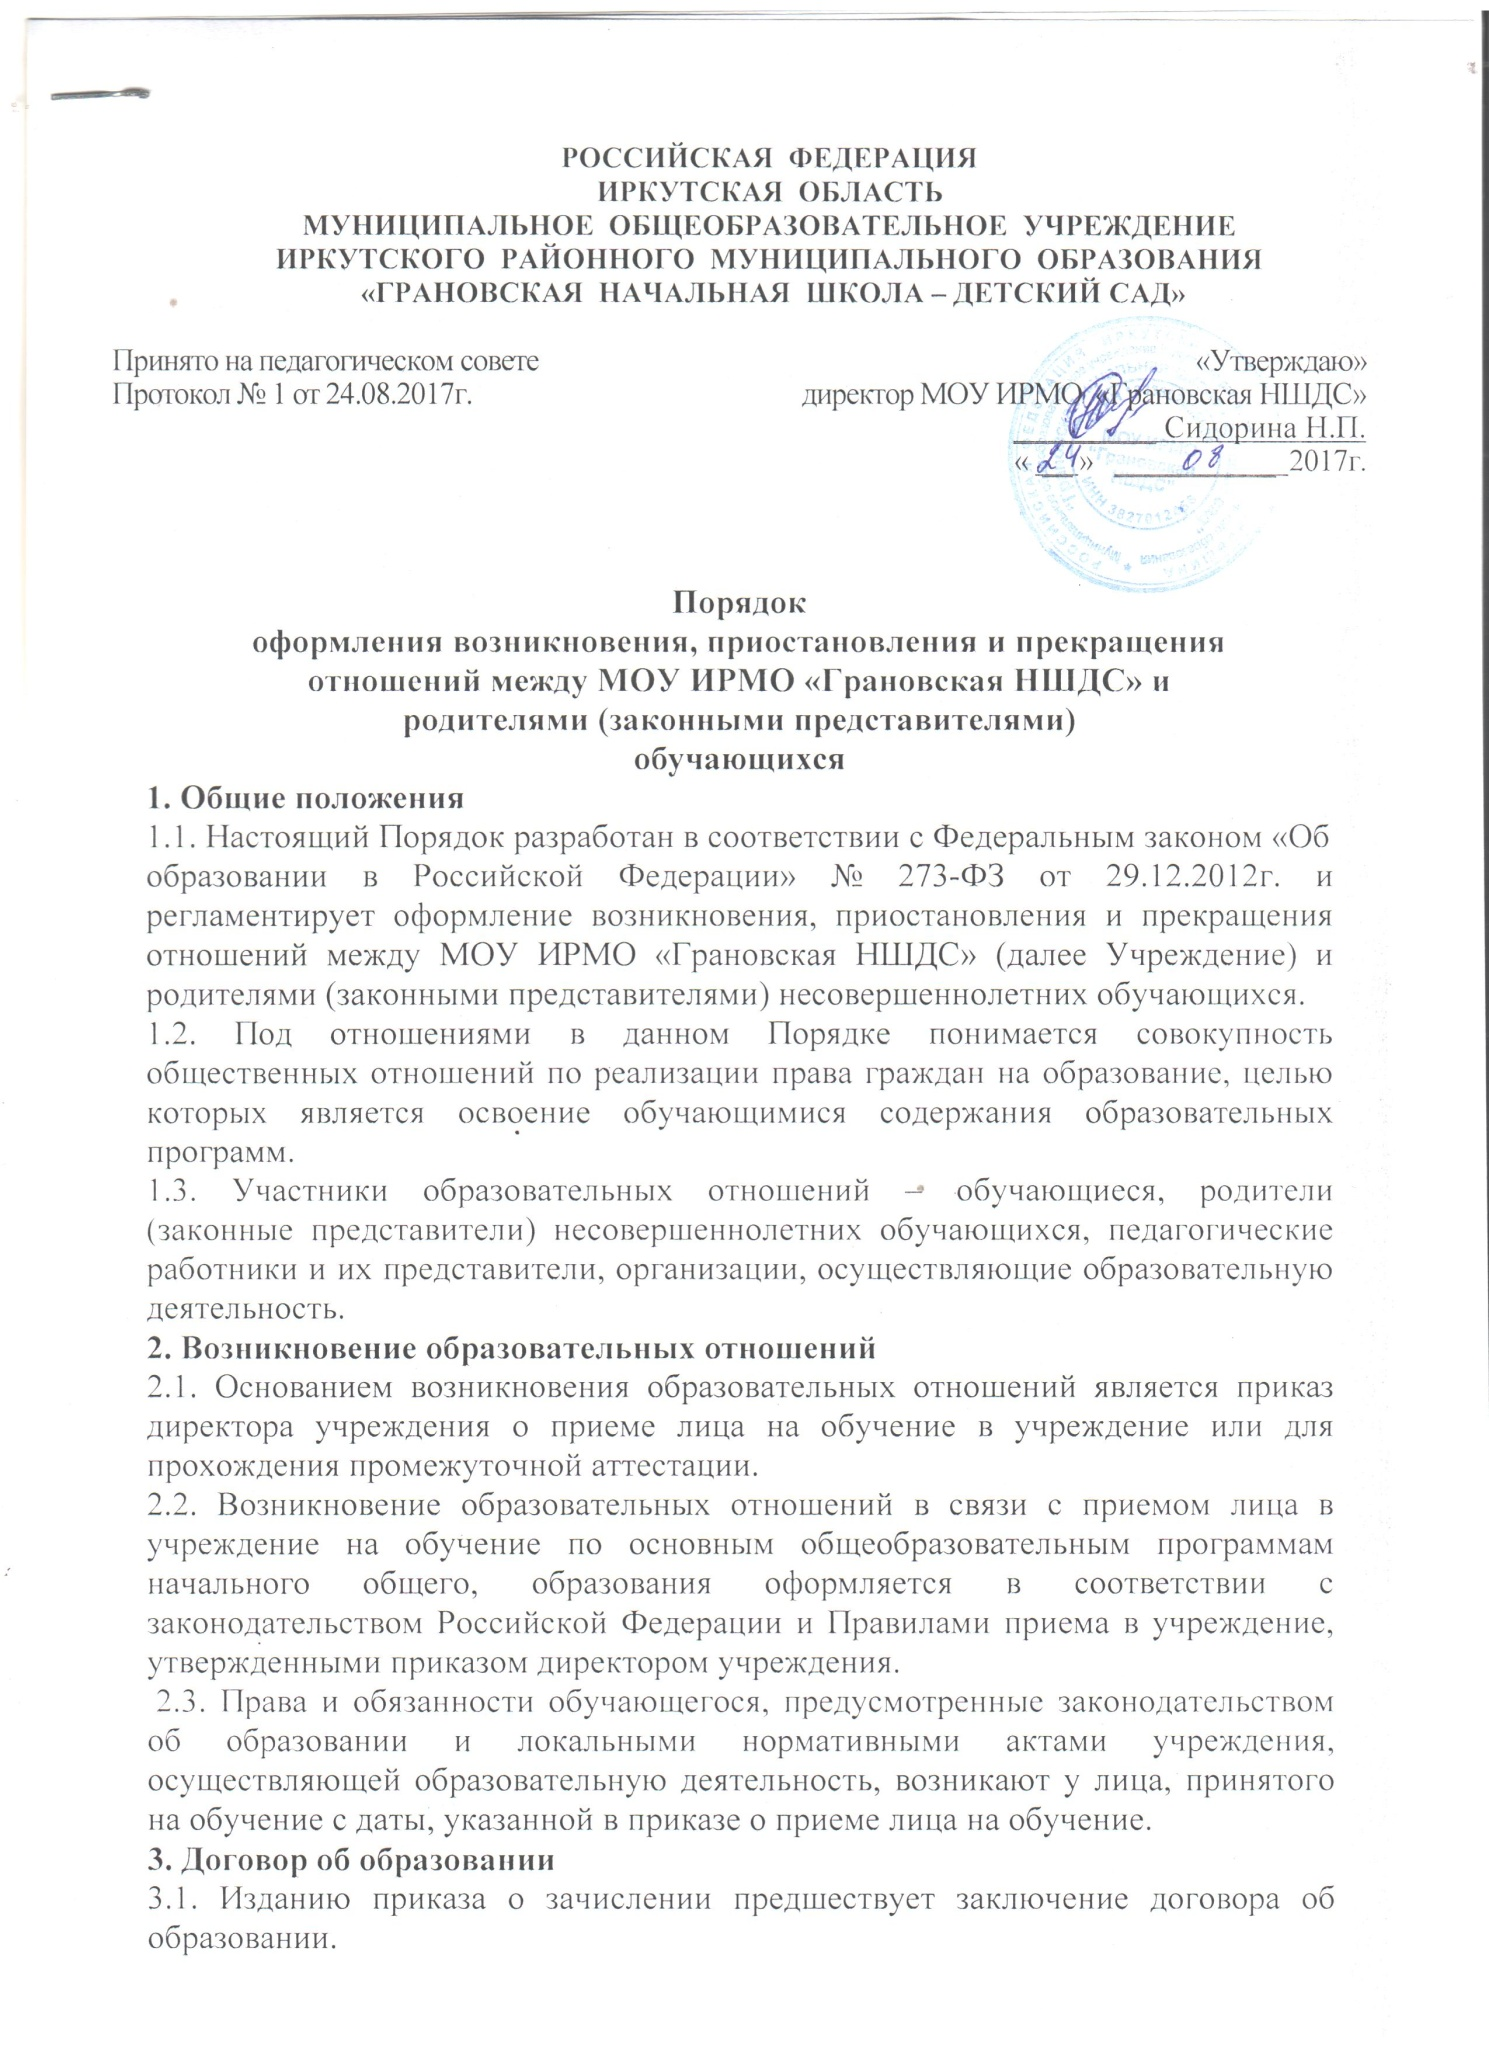 РОССИЙСКАЯ ФЕДЕРАЦИЯ
ИРКУТСКАЯ ОБЛАСТЬ
МУНИЦИПАЛЬНОЕ ОБЩЕОБРАЗОВАТЕЛЬНОЕ УЧРЕЖДЕНИЕ
ИРКУТСКОГО РАЙОННОГО МУНИЦИПАЛЬНОГО ОБРАЗОВАНИЯ
«ГРАНОВСКАЯ НАЧАЛЬНАЯ ШКОЛА – ДЕТСКИЙ САД»
Принято на педагогическом совете «Утверждаю»
Протокол № 1 от 24.08.2017г. директор МОУ ИРМО «Грановская НШДС»
Сидорина Н.П.
«24» 08 2017г.
Порядок
оформления возникновения, приостановления и прекращения
отношений между МОУ ИРМО «Грановская НШДС» и
родителями (законными представителями)
обучающихся
1. Общие положения
1.1. Настоящий Порядок разработан в соответствии с Федеральным законом «Об
образовании в Российской Федерации» № 273-ФЗ от 29.12.2012г. и
регламентирует оформление возникновения, приостановления и прекращения
отношений между МОУ ИРМО «Грановская НШДС» (далее Учреждение) и
родителями (законными представителями) несовершеннолетних обучающихся.
1.2. Под отношениями в данном Порядке понимается совокупность
общественных отношений по реализации права граждан на образование, целью
которых является освоение обучающимися содержания образовательных
программ.
1.3. Участники образовательных отношений – обучающиеся, родители
(законные представители) несовершеннолетних обучающихся, педагогические
работники и их представители, организации, осуществляющие образовательную
деятельность.
2. Возникновение образовательных отношений
2.1. Основанием возникновения образовательных отношений является приказ
директора учреждения о приеме лица на обучение в учреждение или для
прохождения промежуточной аттестации.
2.2. Возникновение образовательных отношений в связи с приемом лица в
учреждение на обучение по основным общеобразовательным программам
начального общего, образования оформляется в соответствии с
законодательством Российской Федерации и Правилами приема в учреждение,
утвержденными приказом директором учреждения.
2.3. Права и обязанности обучающегося, предусмотренные законодательством
об образовании и локальными нормативными актами учреждения,
осуществляющей образовательную деятельность, возникают у лица, принятого
на обучение с даты, указанной в приказе о приеме лица на обучение.
3. Договор об образовании
3.1. Изданию приказа о зачислении предшествует заключение договора об
образовании.